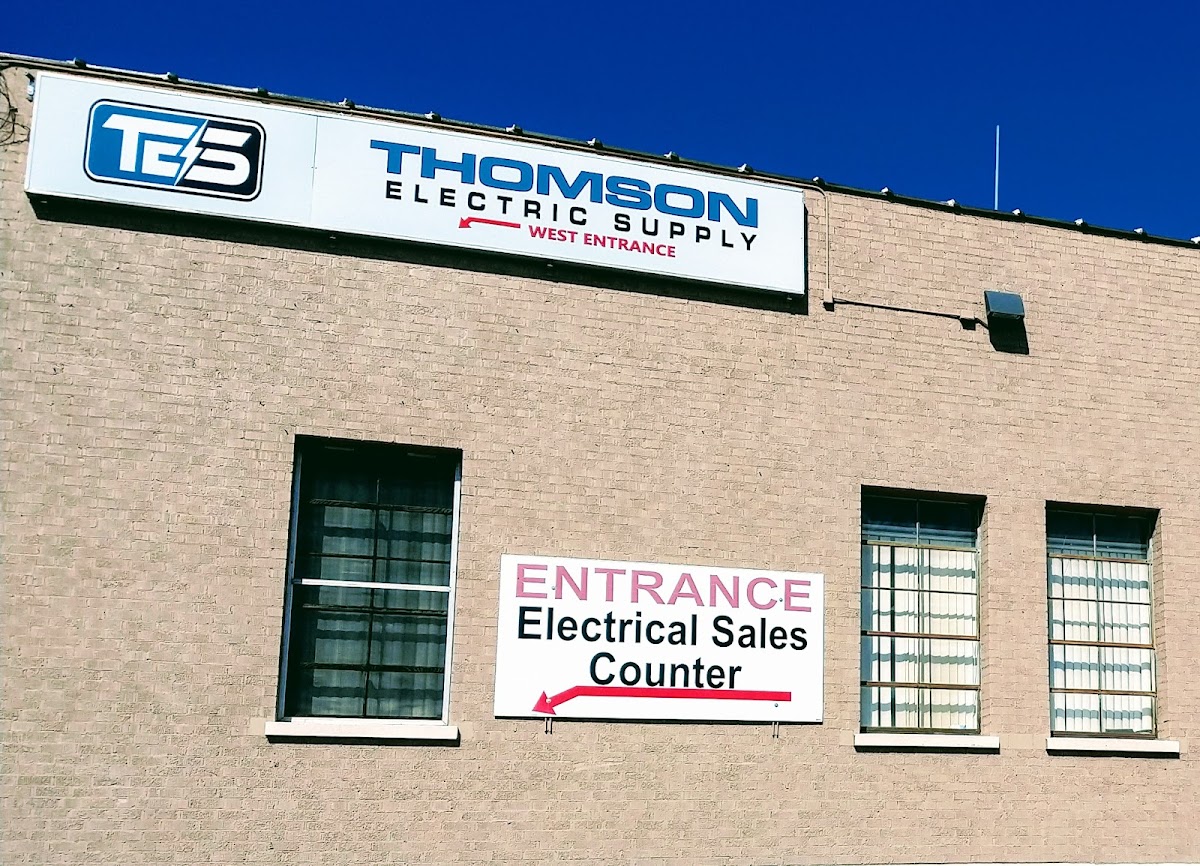 TES
THOMSON
ELECTRIC SUPPLY
WEST ENTRANCE
ENTRANCE
Electrical Sales
Counter